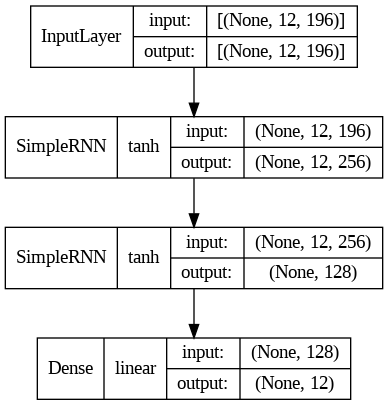 InputLayer input: [(None, 12, 196)]
output: [(None, 12, 196)]
SimpleRNN tanh input: (None, 12, 196)
output: (None, 12, 256)
SimpleRNN tanh input: (None, 12, 256)
output: (None, 128)
Dense linear input: (None, 128)
output: (None, 12)